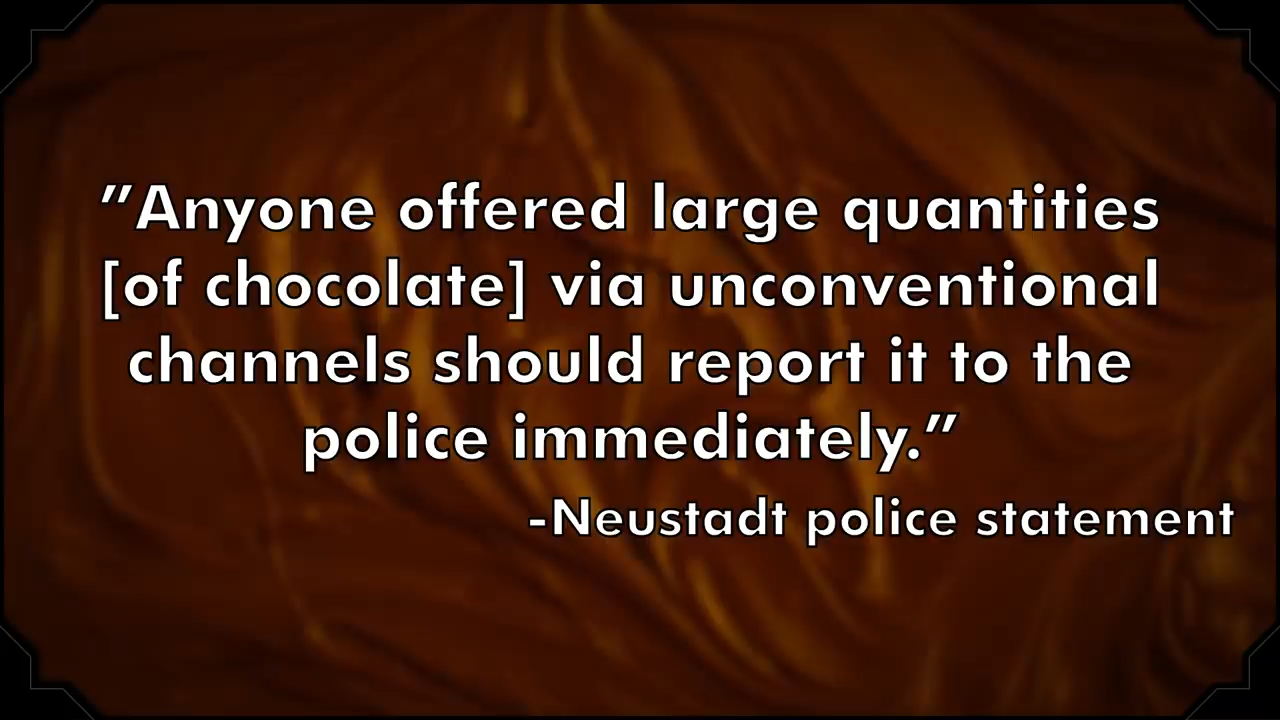 "Anyone offered large quantities
[of chocolate] via unconventional
channels should report it to the
police immediately."
-Neustadt police statement